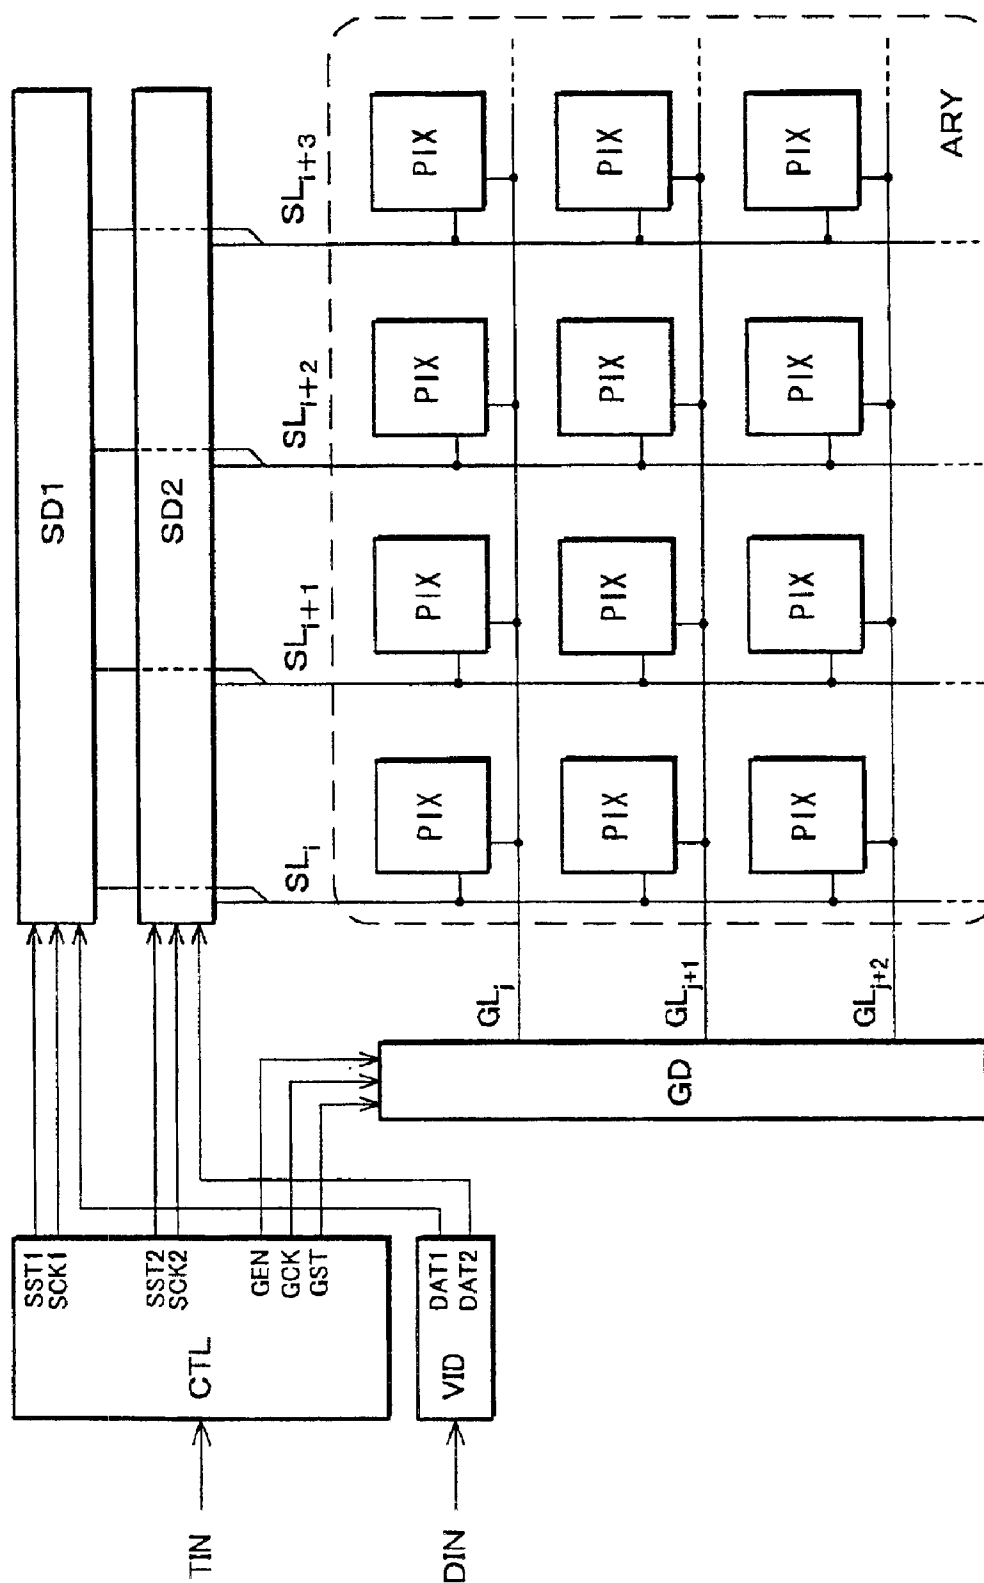 SD1
SD2
SL_i
SL_{i+1}
SL_{i+2}
SL_{i+3}
TIN
CTL
SST1
SCK1
SST2
SCK2
GEN
GCK
GST
DIN
VID
DAT1
DAT2
GD
GL_j
GL_{j+1}
GL_{j+2}
PIX PIX PIX PIX
PIX PIX PIX PIX
PIX PIX PIX PIX
ARY